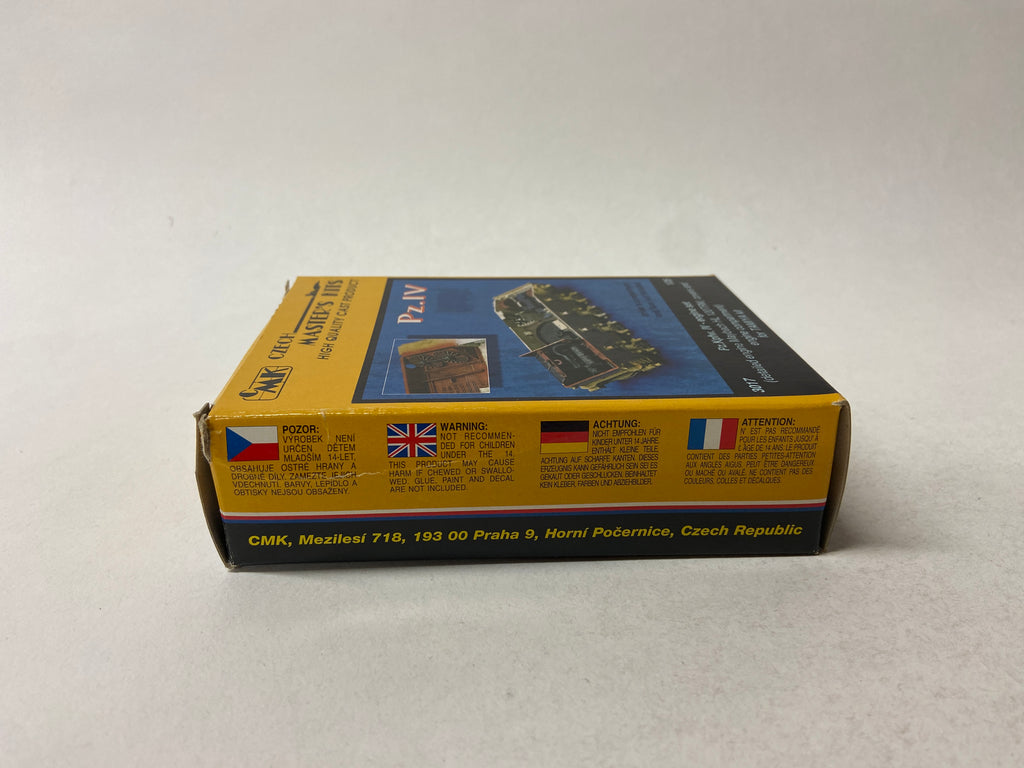 CMK
CZECH
MASTER'S KITS
HIGH QUALITY CAST PRODUCT
Pz.IV
3017
POZOR:
VÝROBEK NENÍ
URČEN DĚTEM
MLADŠÍM 14-LET,
OBSAHUJE OSTRÉ HRANY A
DROBNÉ DÍLY. ZAMEZTE JEJICH
VDECHNUTÍ. BARVY, LEPIDLO A
OBTISKY NEJSOU OBSAŽENY.
WARNING:
NOT RECOMMEN-
DED FOR CHILDREN
UNDER THE 14.
THIS PRODUCT MAY CAUSE
HARM IF CHEWED OR SWALLO-
WED. GLUE, PAINT AND DECAL
ARE NOT INCLUDED.
ACHTUNG:
NICHT EMPFOHLEN FÜR
KINDER UNTER 14 JAHRE.
ENTHÄLT KLEINE TEILE.
ACHTUNG AUF SCHARFE KANTEN. DIESES
ERZEUGNIS KANN GEFÄHRLICH SEIN SEI ES
GEKAUT ODER GESCHLUCKEN. BEINHALTET
KEIN KLEBER, FARBEN UND ABZIEHBILDER.
ATTENTION:
N' EST PAS RECOMMANDÉ
POUR LES ENFANTS JUSQU' À
L'ÂGE DE 14 ANS. LE PRODUIT
CONTIENT DES PARTIES PETITES-ATTENTION
AUX ANGLES AIGUS. PEUT ÊTRE DANGEREUX
OU MÂCHÉ OU AVALÉ. NE CONTIENT PAS DES
COULEURS, COLLES ET DECALQUES.
CMK, Mezilesí 718, 193 00 Praha 9, Horní Počernice, Czech Republic